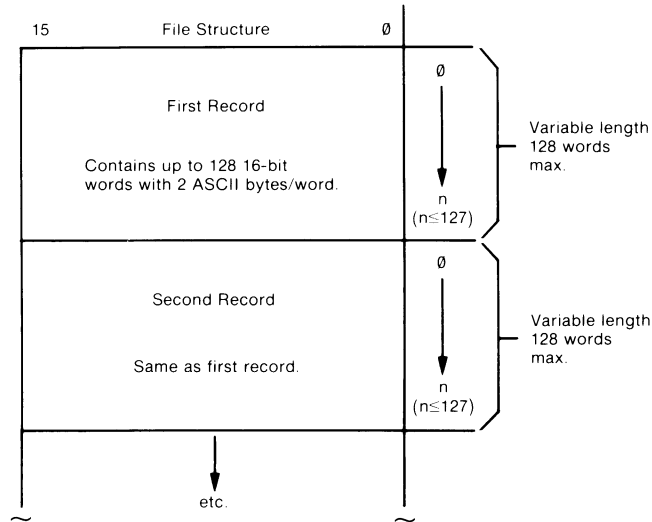 15 File Structure Ø
First Record
Contains up to 128 16-bit
words with 2 ASCII bytes/word.
Ø
n
(n≤127)
Variable length
128 words
max.
Second Record
Same as first record.
Ø
n
(n≤127)
Variable length
128 words
max.
etc.